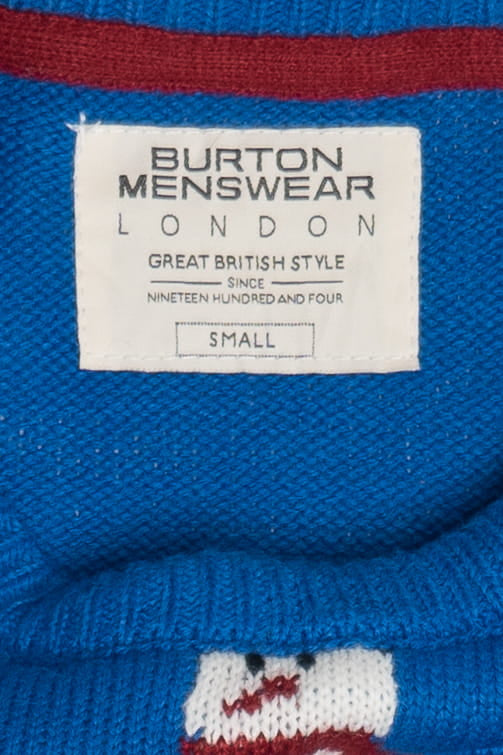 BURTON
MENSWEAR
LONDON
GREAT BRITISH STYLE
SINCE
NINETEEN HUNDRED AND FOUR
SMALL